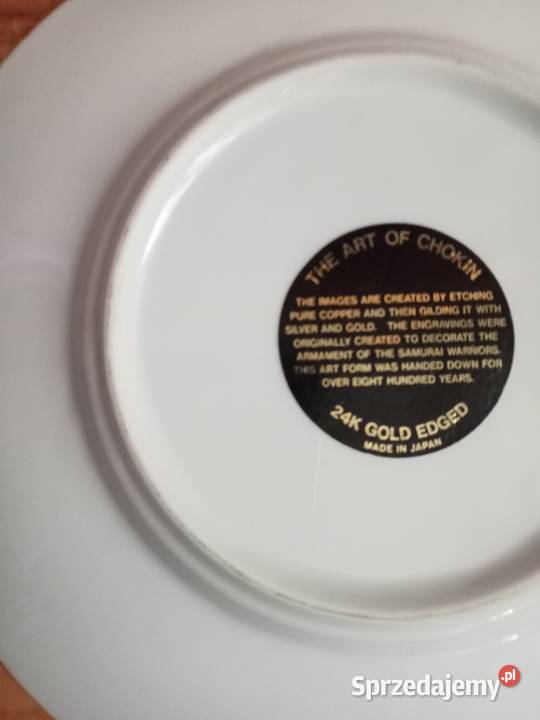 THE ART OF CHOKIN
THE IMAGES ARE CREATED BY ETCHING
PURE COPPER AND THEN GILDING IT WITH
SILVER AND GOLD. THE ENGRAVINGS WERE
ORIGINALLY CREATED TO DECORATE THE
ARMAMENT OF THE SAMURAI WARRIORS.
THIS ART FORM WAS HANDED DOWN FOR
OVER EIGHT HUNDRED YEARS.
24K GOLD EDGED
MADE IN JAPAN
Sprzedajemy.pl